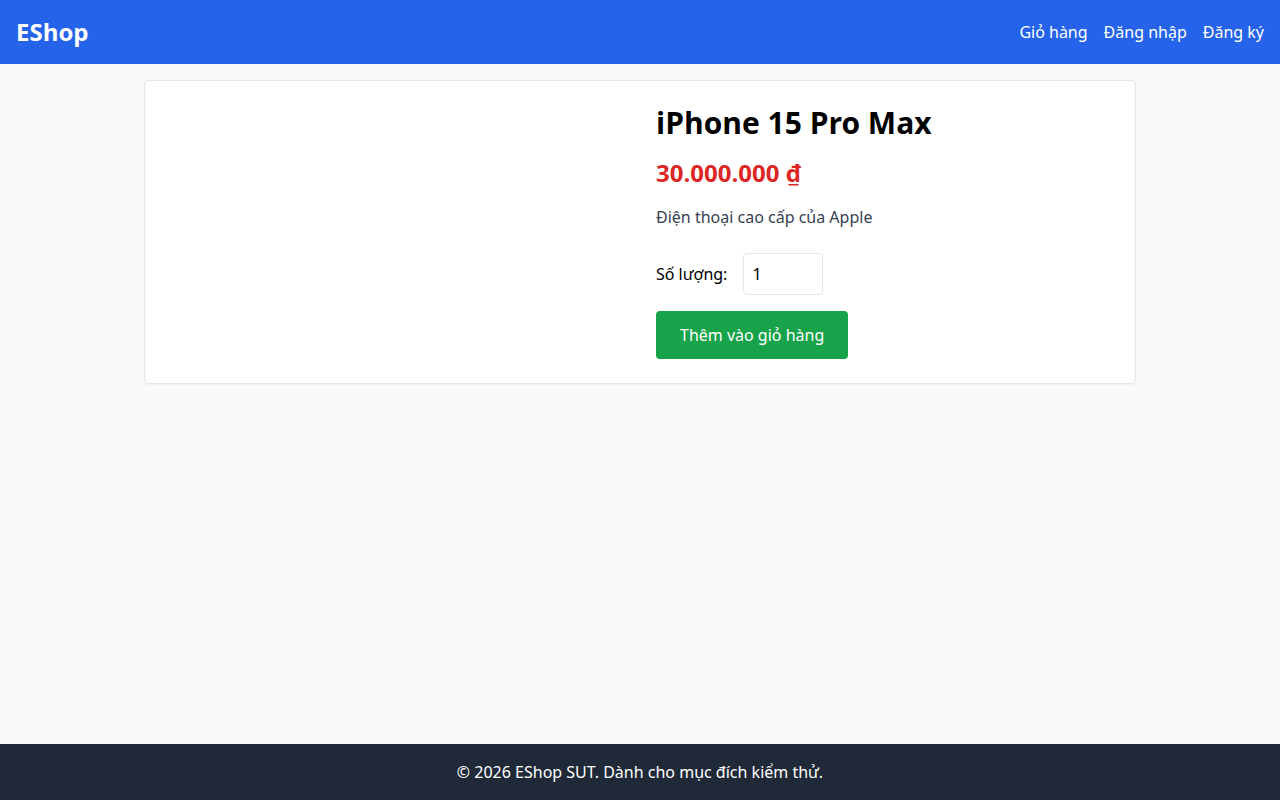 EShop
Giỏ hàng Đăng nhập Đăng ký
iPhone 15 Pro Max
30.000.000 ₫
Điện thoại cao cấp của Apple
Số lượng: 1
Thêm vào giỏ hàng
© 2026 EShop SUT. Dành cho mục đích kiểm thử.